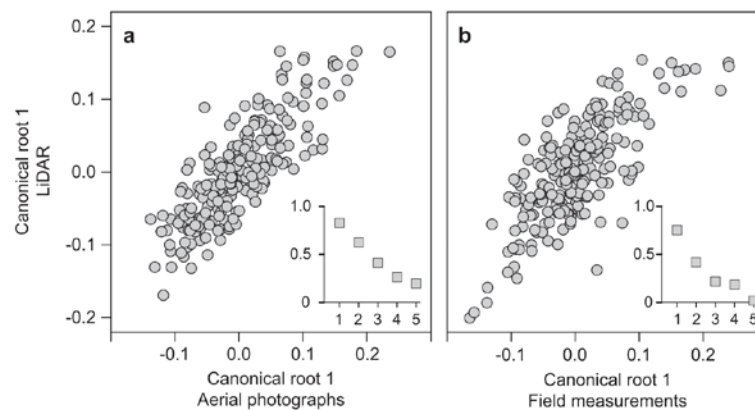 a
b
0.2
0.1
0.0
-0.1
-0.2
Canonical root 1
LiDAR
1.0
0.5
0
1 2 3 4 5
1.0
0.5
0
1 2 3 4 5
-0.1 0.0 0.1 0.2
-0.1 0.0 0.1 0.2
Canonical root 1
Aerial photographs
Canonical root 1
Field measurements